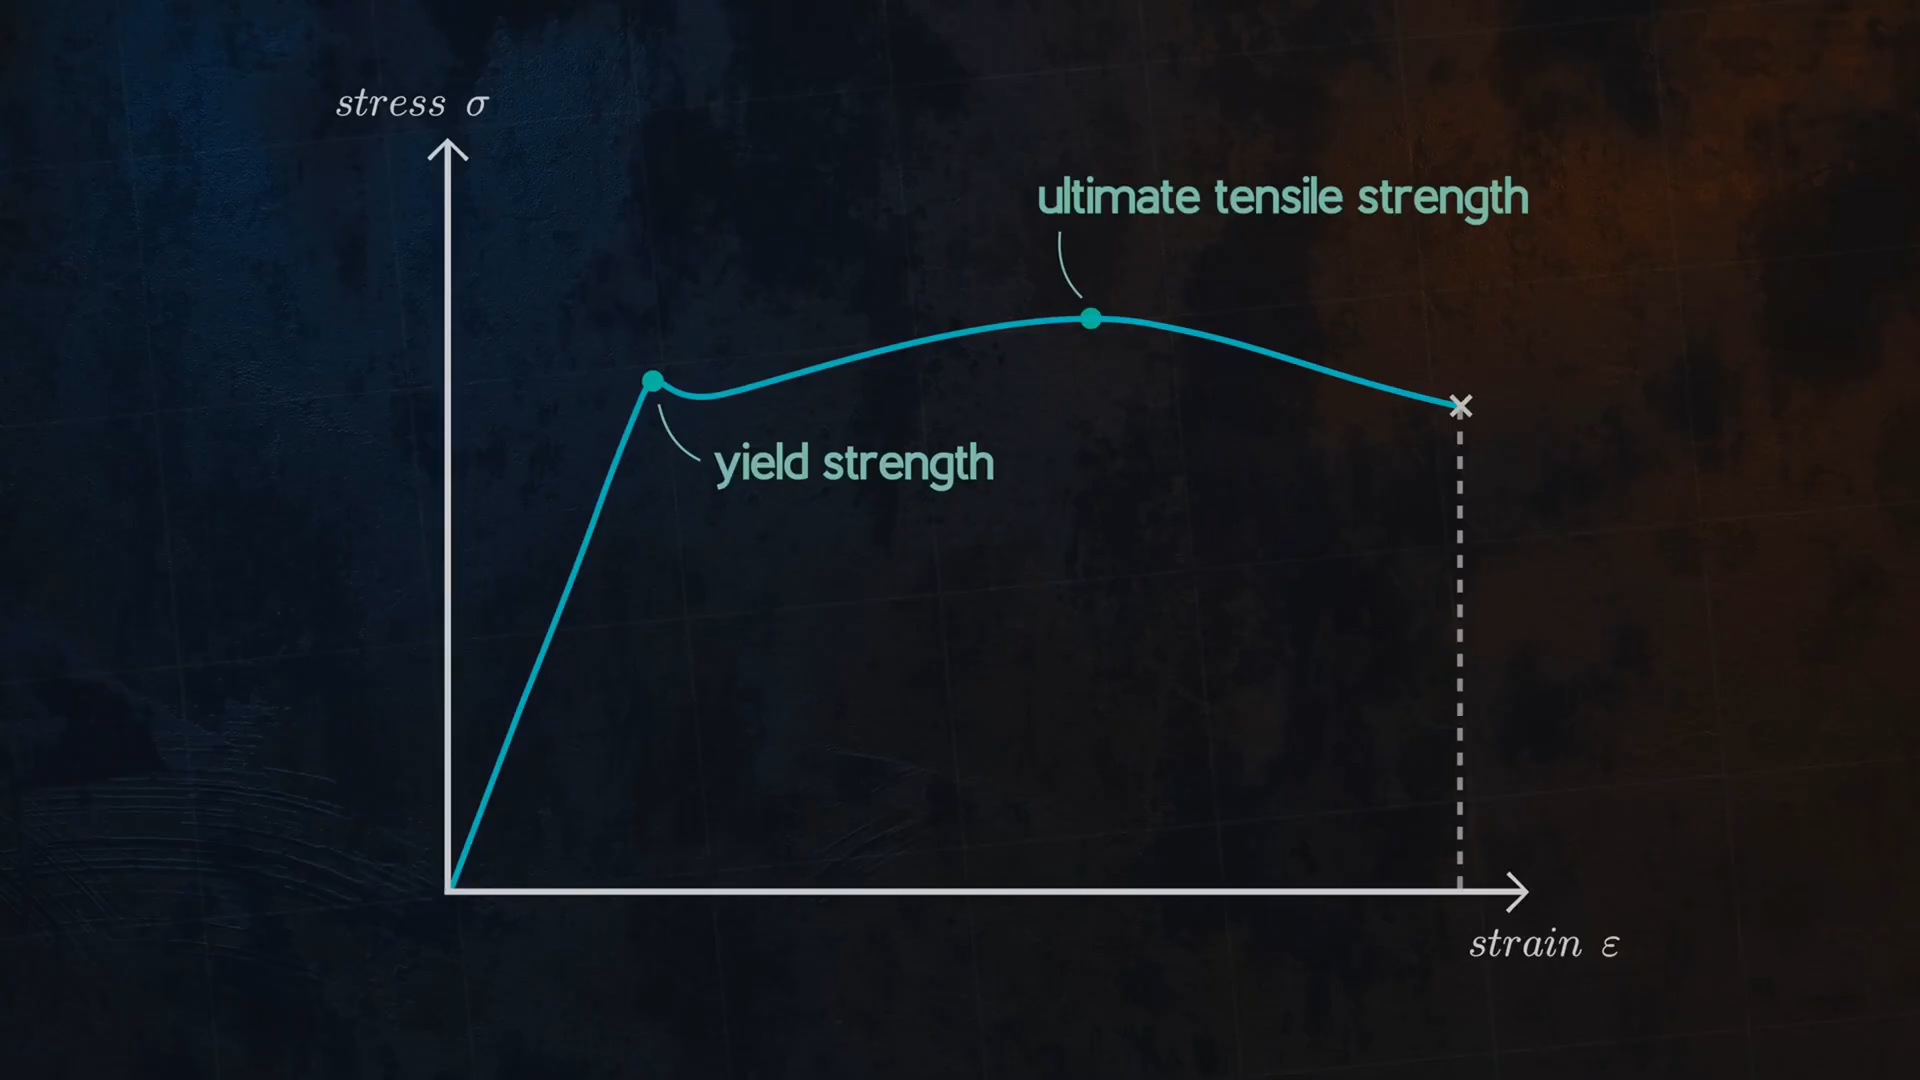 stress σ
ultimate tensile strength
yield strength
strain ε